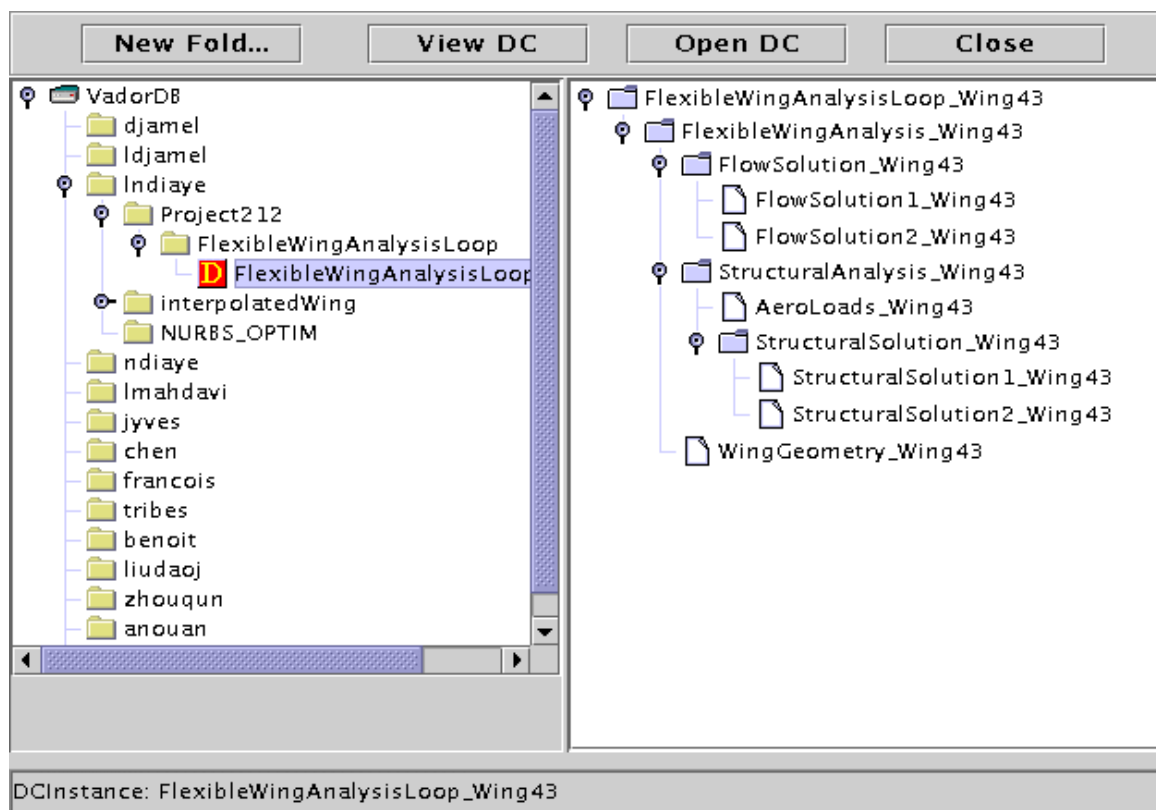 New Fold... View DC Open DC Close
VadorDB
djamel
ldjamel
lndiaye
Project212
FlexibleWingAnalysisLoop
D FlexibleWingAnalysisLoop
interpolatedWing
NURBS_OPTIM
ndiaye
lmahdavi
jyves
chen
francois
tribes
benoit
liudaoj
zhouqun
anouan
FlexibleWingAnalysisLoop_Wing43
FlexibleWingAnalysis_Wing43
FlowSolution_Wing43
FlowSolution1_Wing43
FlowSolution2_Wing43
StructuralAnalysis_Wing43
AeroLoads_Wing43
StructuralSolution_Wing43
StructuralSolution1_Wing43
StructuralSolution2_Wing43
WingGeometry_Wing43
DCInstance: FlexibleWingAnalysisLoop_Wing43